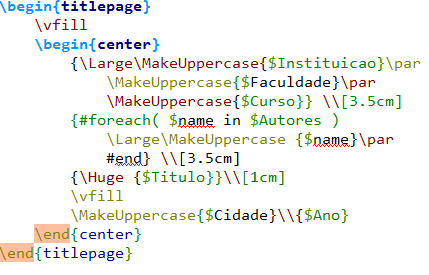 \begin{titlepage}
\vfill
\begin{center}
{\Large\MakeUppercase{$Instituicao}\par
\MakeUppercase{$Faculdade}\par
\MakeUppercase{$Curso}} \\[3.5cm]
{#foreach( $name in $Autores )
\Large\MakeUppercase {$name}\par
#end} \\[3.5cm]
{\Huge {$Titulo}}\\[1cm]
\vfill
\MakeUppercase{$Cidade}\\{$Ano}
\end{center}
\end{titlepage}